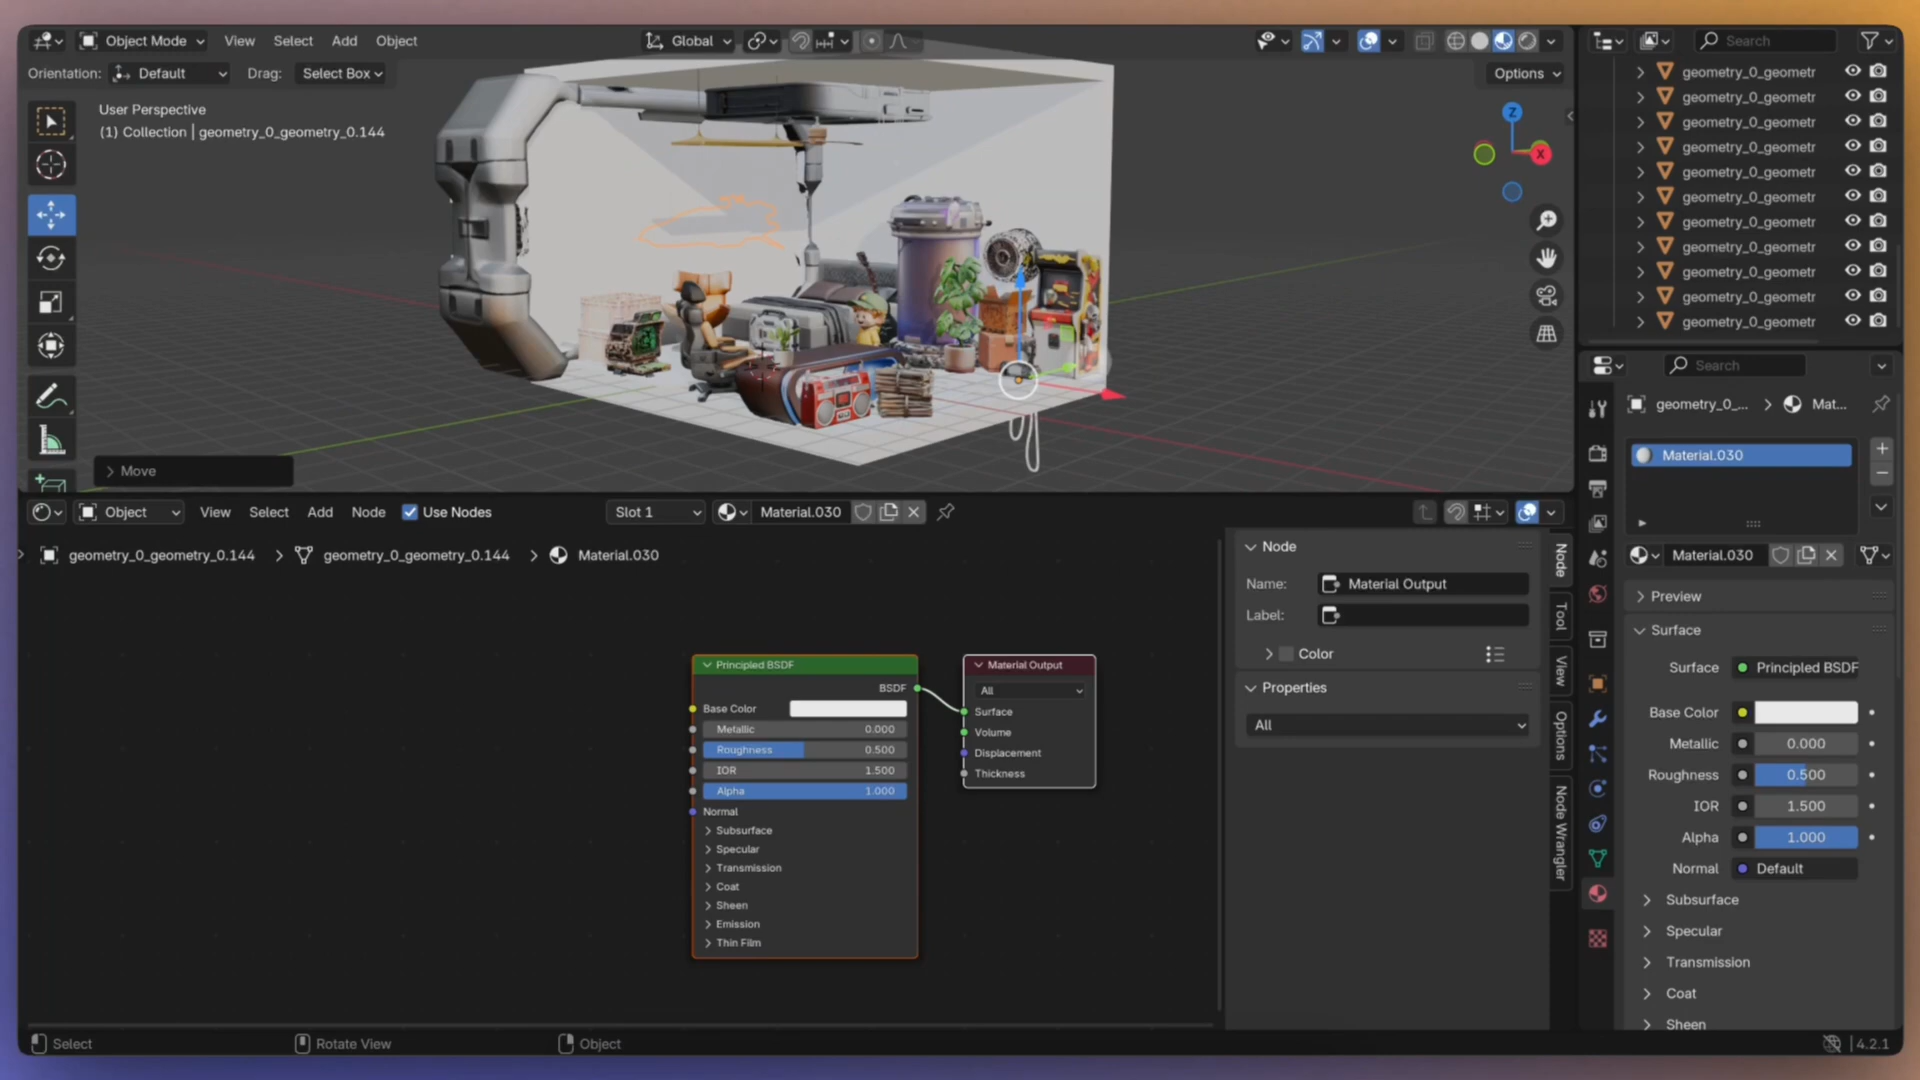 Object Mode View Select Add Object Global Search
Orientation: Default Drag: Select Box Options
User Perspective
(1) Collection | geometry_0_geometry_0.144
Z
X
Move
geometry_0_geometr
geometry_0_geometr
geometry_0_geometr
geometry_0_geometr
geometry_0_geometr
geometry_0_geometr
geometry_0_geometr
geometry_0_geometr
geometry_0_geometr
geometry_0_geometr
geometry_0_geometr
Object View Select Add Node Use Nodes Slot 1 Material.030
geometry_0_geometry_0.144 geometry_0_geometry_0.144 Material.030
Principled BSDF
BSDF
Base Color
Metallic 0.000
Roughness 0.500
IOR 1.500
Alpha 1.000
Normal
Subsurface
Specular
Transmission
Coat
Sheen
Emission
Thin Film
Material Output
All
Surface
Volume
Displacement
Thickness
Node
Name: Material Output
Label:
Color
Properties
All
Node
Tool
View
Options
Node Wrangler
Search
geometry_0_... Mat...
Material.030
Material.030
Preview
Surface
Surface Principled BSDF
Base Color
Metallic 0.000
Roughness 0.500
IOR 1.500
Alpha 1.000
Normal Default
Subsurface
Specular
Transmission
Coat
Sheen
Select Rotate View Object 4.2.1